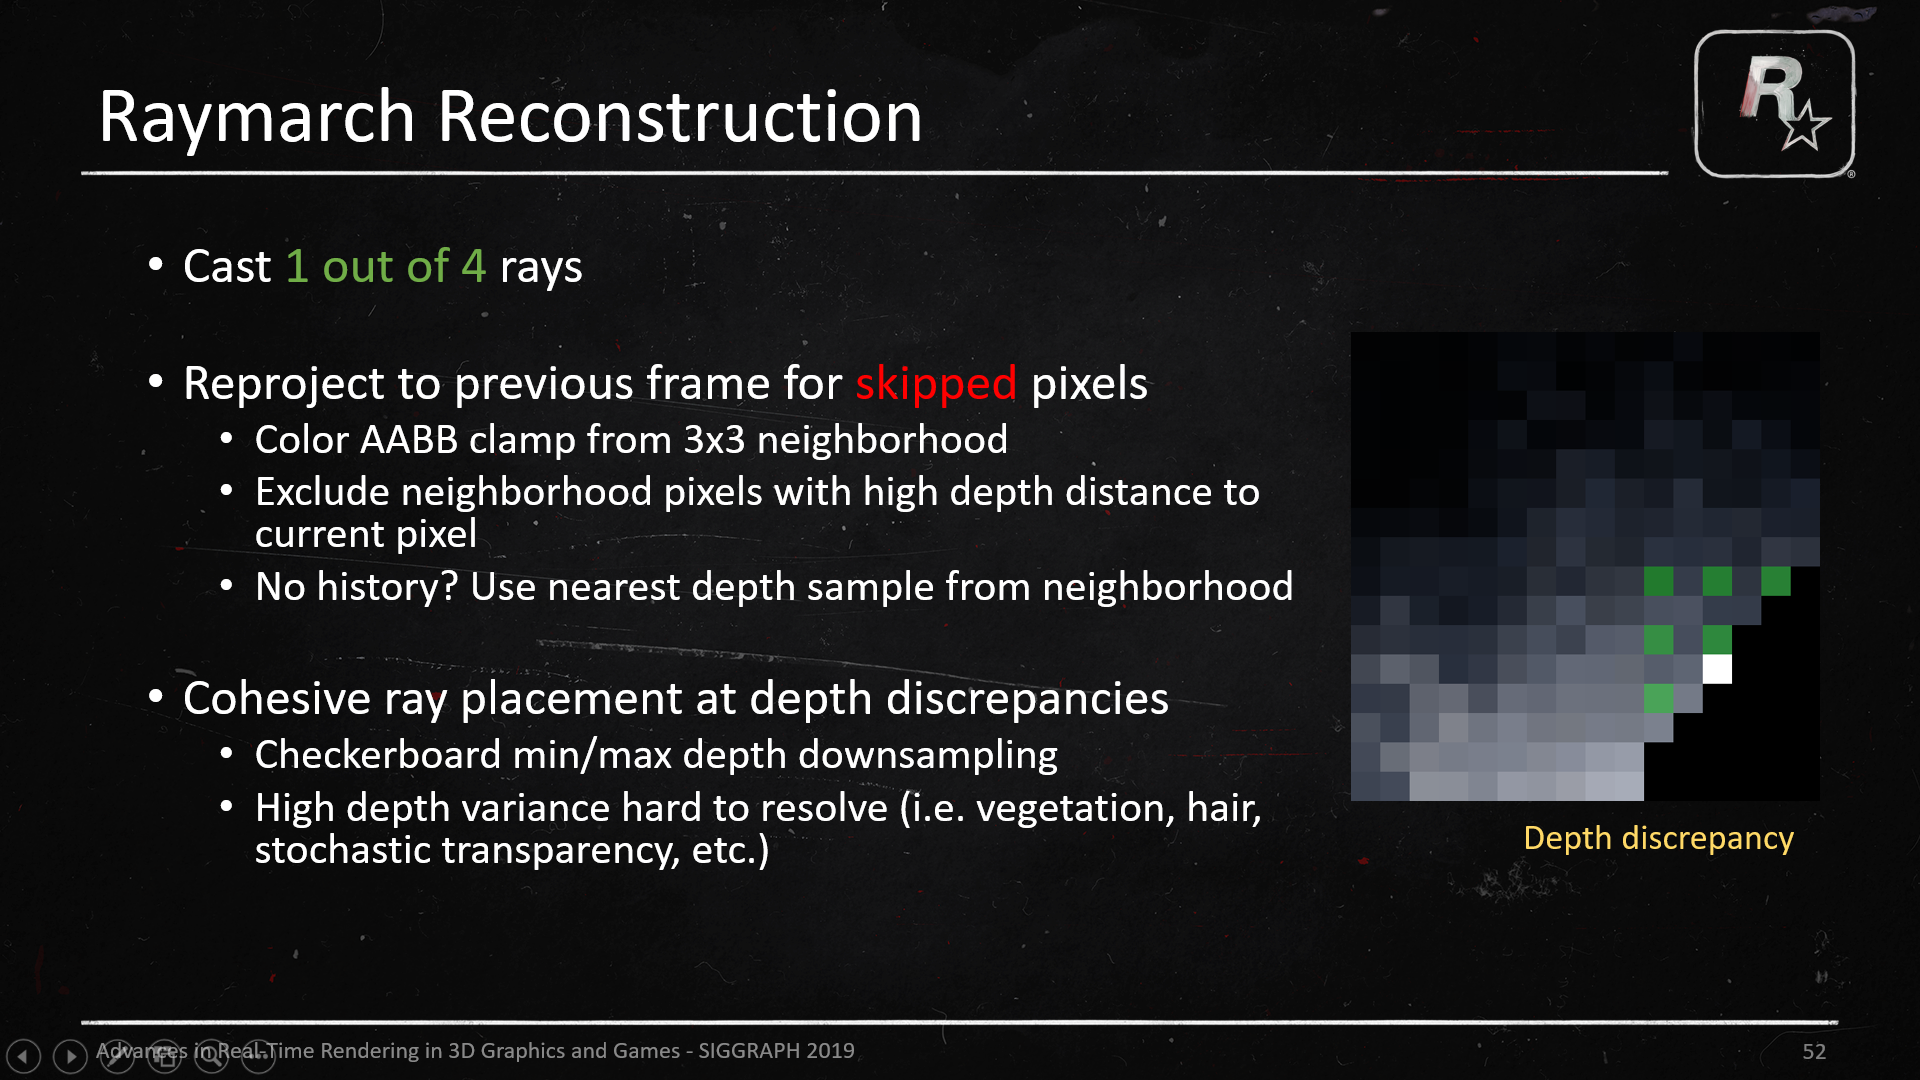 Raymarch Reconstruction
R
®
• Cast 1 out of 4 rays
• Reproject to previous frame for skipped pixels
• Color AABB clamp from 3x3 neighborhood
• Exclude neighborhood pixels with high depth distance to
current pixel
• No history? Use nearest depth sample from neighborhood
• Cohesive ray placement at depth discrepancies
• Checkerboard min/max depth downsampling
• High depth variance hard to resolve (i.e. vegetation, hair,
stochastic transparency, etc.)
Depth discrepancy
Advances in Real-Time Rendering in 3D Graphics and Games - SIGGRAPH 2019
52